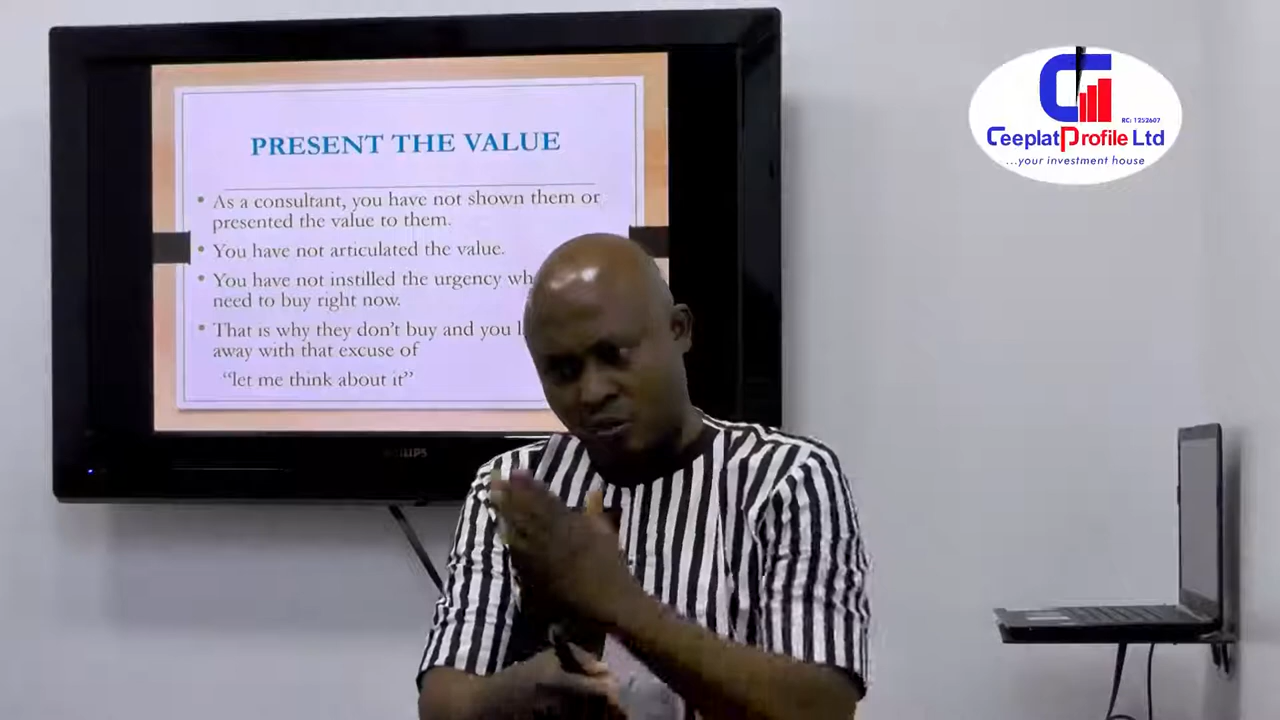 PRESENT THE VALUE
• As a consultant, you have not shown them or
presented the value to them.
• You have not articulated the value.
• You have not instilled the urgency
need to buy right now.
• That is why they don't buy and you
away with that excuse of
“let me think about it”
PHILIPS
RC: 1252607
CeeplatProfile Ltd
...your investment house